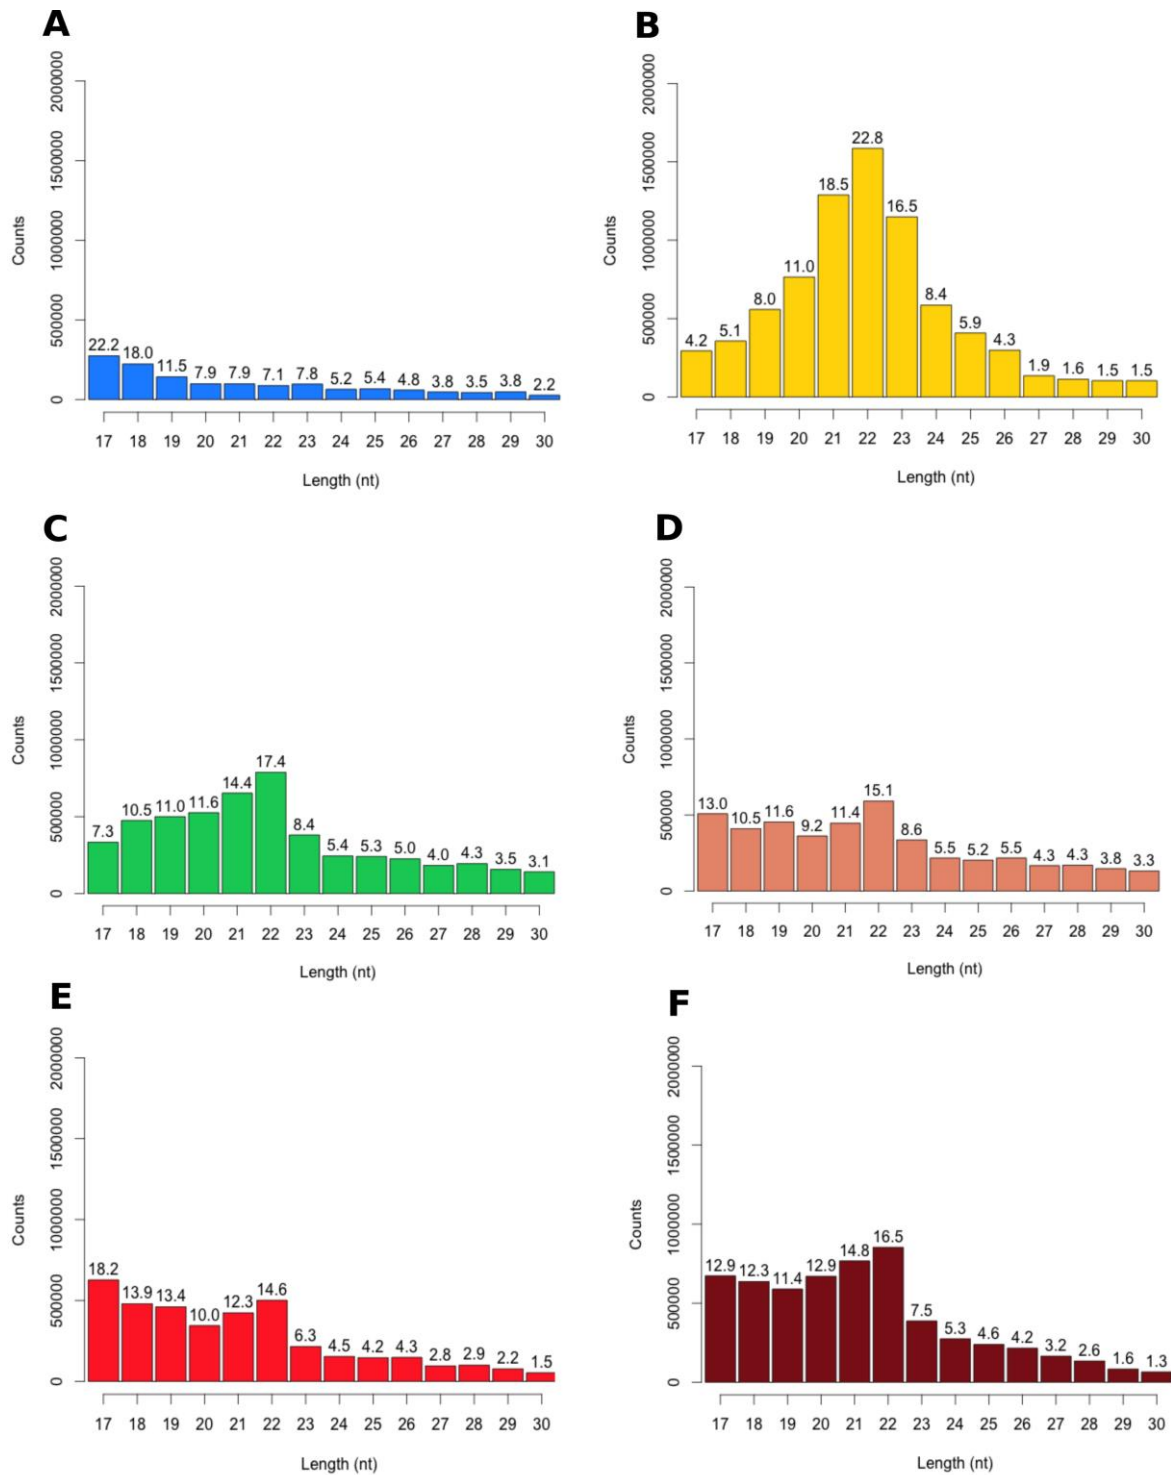 A
Counts
2000000
1500000
1000000
500000
0
22.2 18.0 11.5 7.9 7.9 7.1 7.8 5.2 5.4 4.8 3.8 3.5 3.8 2.2
17 18 19 20 21 22 23 24 25 26 27 28 29 30
Length (nt)
B
Counts
2000000
1500000
1000000
500000
0
4.2 5.1 8.0 11.0 18.5 22.8 16.5 8.4 5.9 4.3 1.9 1.6 1.5 1.5
17 18 19 20 21 22 23 24 25 26 27 28 29 30
Length (nt)
C
Counts
2000000
1500000
1000000
500000
0
7.3 10.5 11.0 11.6 14.4 17.4 8.4 5.4 5.3 5.0 4.0 4.3 3.5 3.1
17 18 19 20 21 22 23 24 25 26 27 28 29 30
Length (nt)
D
Counts
2000000
1500000
1000000
500000
0
13.0 10.5 11.6 9.2 11.4 15.1 8.6 5.5 5.2 5.5 4.3 4.3 3.8 3.3
17 18 19 20 21 22 23 24 25 26 27 28 29 30
Length (nt)
E
Counts
2000000
1500000
1000000
500000
0
18.2 13.9 13.4 10.0 12.3 14.6 6.3 4.5 4.2 4.3 2.8 2.9 2.2 1.5
17 18 19 20 21 22 23 24 25 26 27 28 29 30
Length (nt)
F
Counts
2000000
1500000
1000000
500000
0
12.9 12.3 11.4 12.9 14.8 16.5 7.5 5.3 4.6 4.2 3.2 2.6 1.6 1.3
17 18 19 20 21 22 23 24 25 26 27 28 29 30
Length (nt)